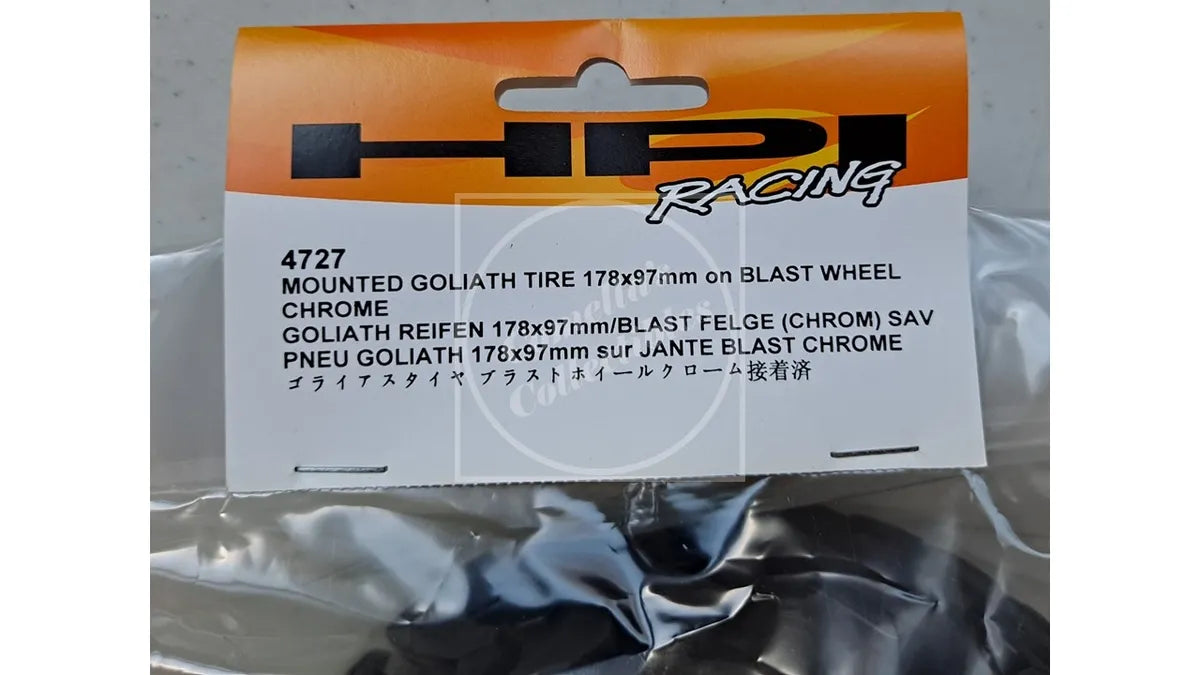 HPI
RACING
4727
MOUNTED GOLIATH TIRE 178x97mm on BLAST WHEEL
CHROME
GOLIATH REIFEN 178x97mm/BLAST FELGE (CHROM) SAV
PNEU GOLIATH 178x97mm sur JANTE BLAST CHROME
ゴライアスタイヤ ブラストホイールクローム接着済